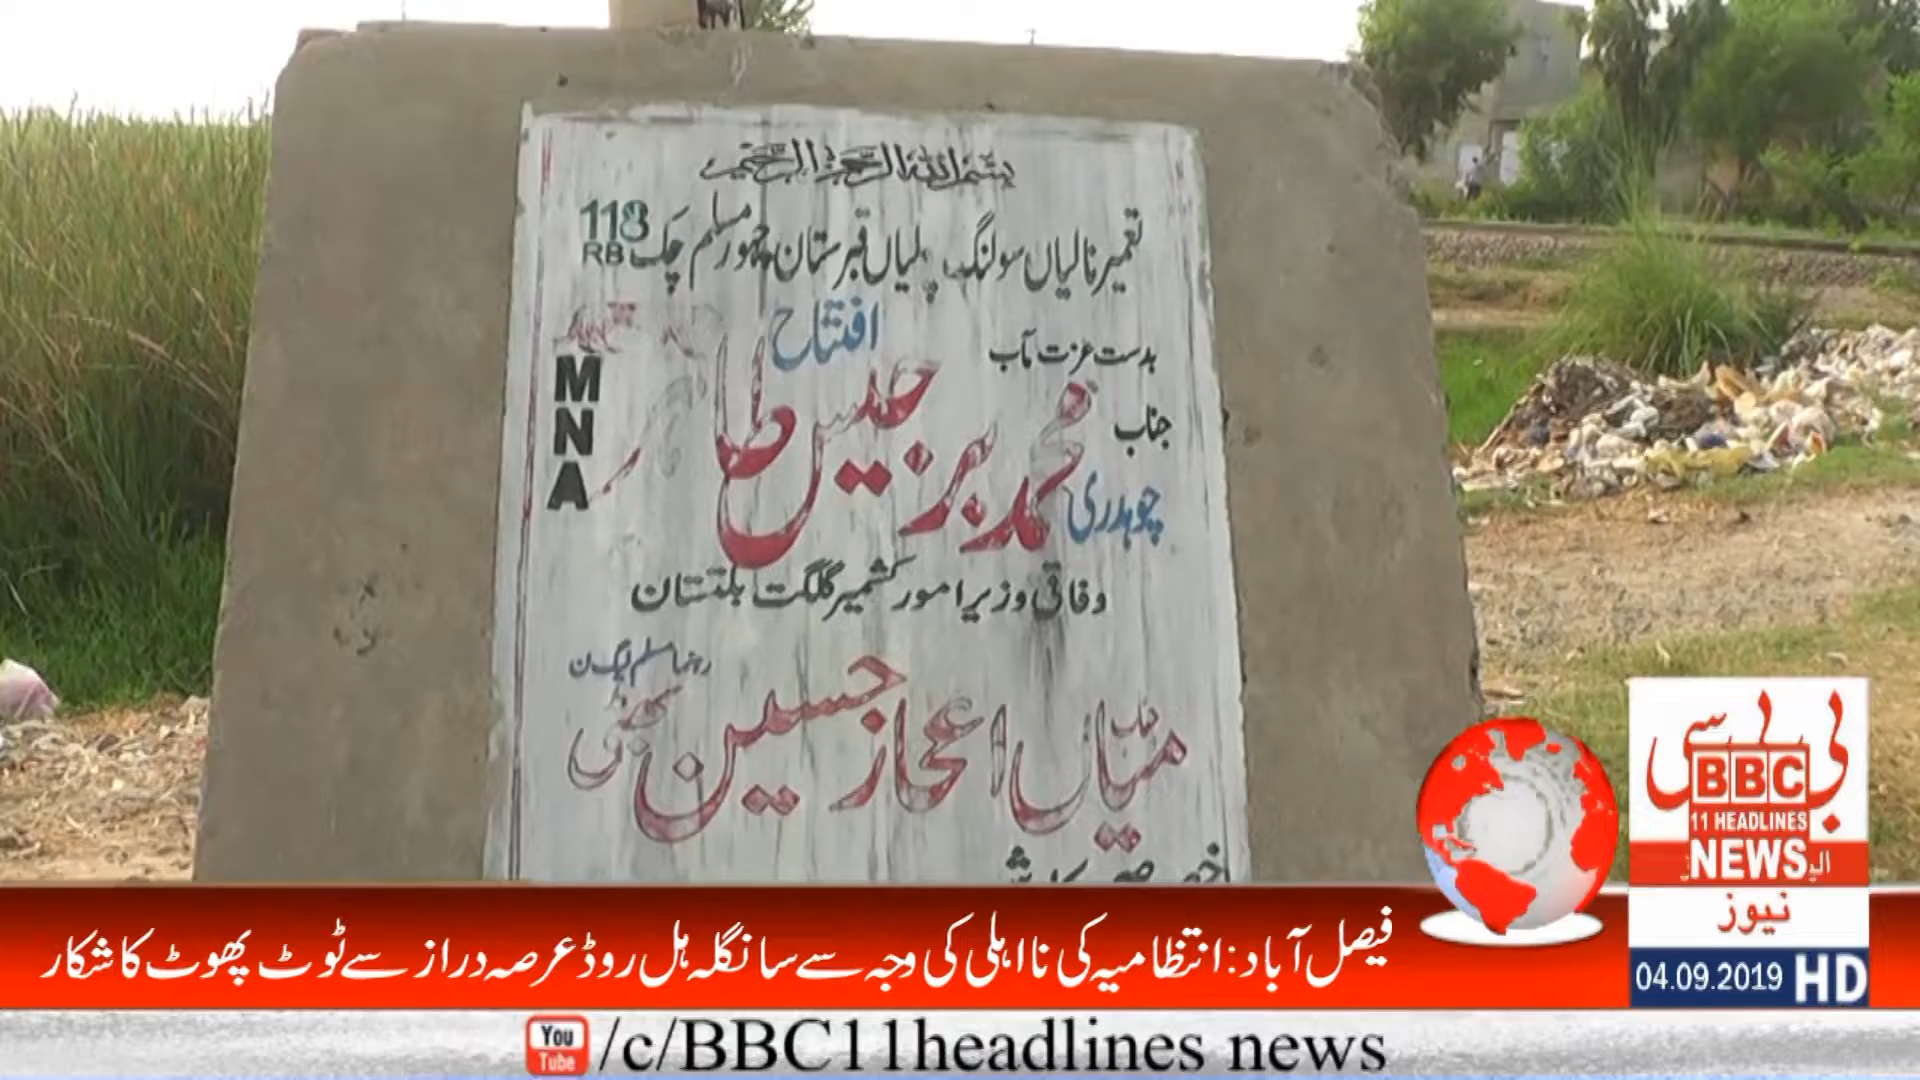 بسم اللہ الرحمن الرحیم
تعمیر نالیاں سولنگ پلیاں قبرستان چہور مسلم چک 118 RB
افتتاح
بدست عزت مآب
جناب
چوہدری محمد برجیس طاہر MNA
وفاقی وزیر امور کشمیر گلگت بلتستان
رہنما مسلم لیگ ن
میاں اعجاز حسین بھٹی
بی بی سی
BBC
11 HEADLINES
NEWS
نیوز
فیصل آباد: انتظامیہ کی نااہلی کی وجہ سے سانگلہ ہل روڈ عرصہ دراز سے ٹوٹ پھوٹ کا شکار
04.09.2019 HD
You Tube /c/BBC11headlines news